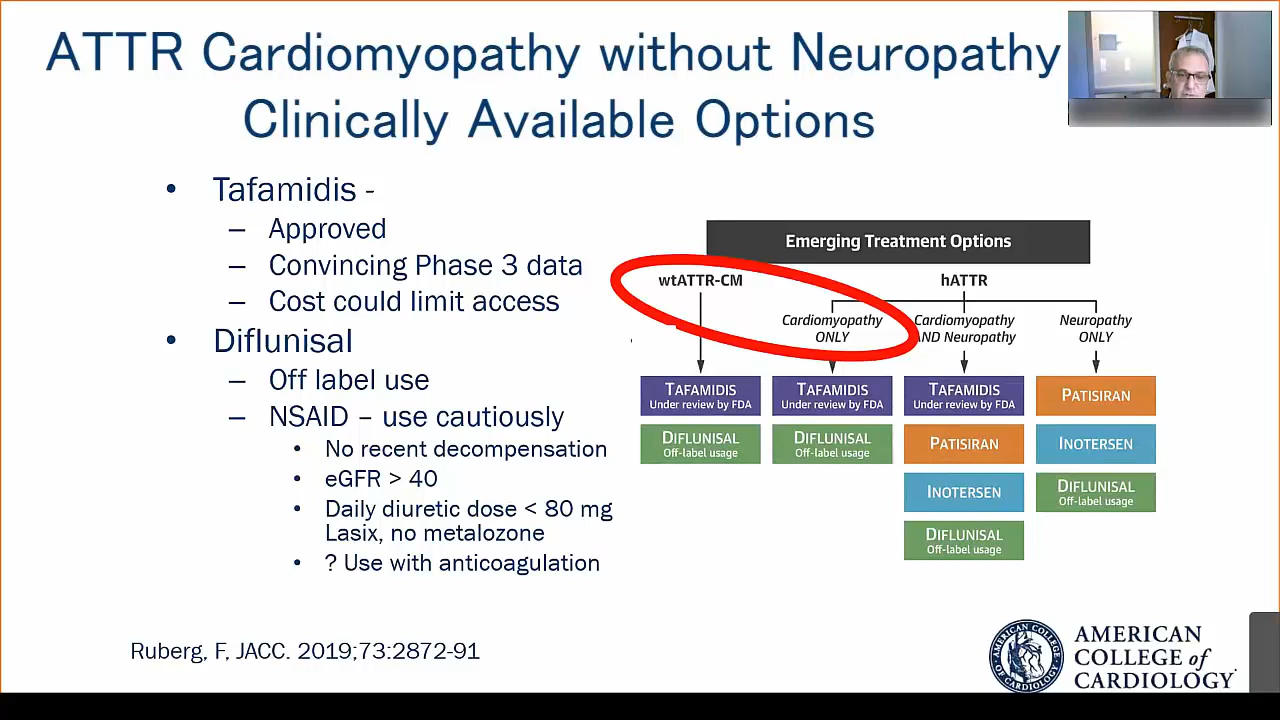 ATTR Cardiomyopathy without Neuropathy
Clinically Available Options
• Tafamidis -
– Approved
– Convincing Phase 3 data
– Cost could limit access
• Diflunisal
– Off label use
– NSAID – use cautiously
• No recent decompensation
• eGFR > 40
• Daily diuretic dose < 80 mg
Lasix, no metalozone
• ? Use with anticoagulation
Emerging Treatment Options
wtATTR-CM
hATTR
Cardiomyopathy
ONLY
Cardiomyopathy
AND Neuropathy
Neuropathy
ONLY
TAFAMIDIS
Under review by FDA
DIFLUNISAL
Off-label usage
TAFAMIDIS
Under review by FDA
DIFLUNISAL
Off-label usage
TAFAMIDIS
Under review by FDA
PATISIRAN
INOTERSEN
DIFLUNISAL
Off-label usage
PATISIRAN
INOTERSEN
DIFLUNISAL
Off-label usage
Ruberg, F, JACC. 2019;73:2872-91
AMERICAN
COLLEGE of
CARDIOLOGY